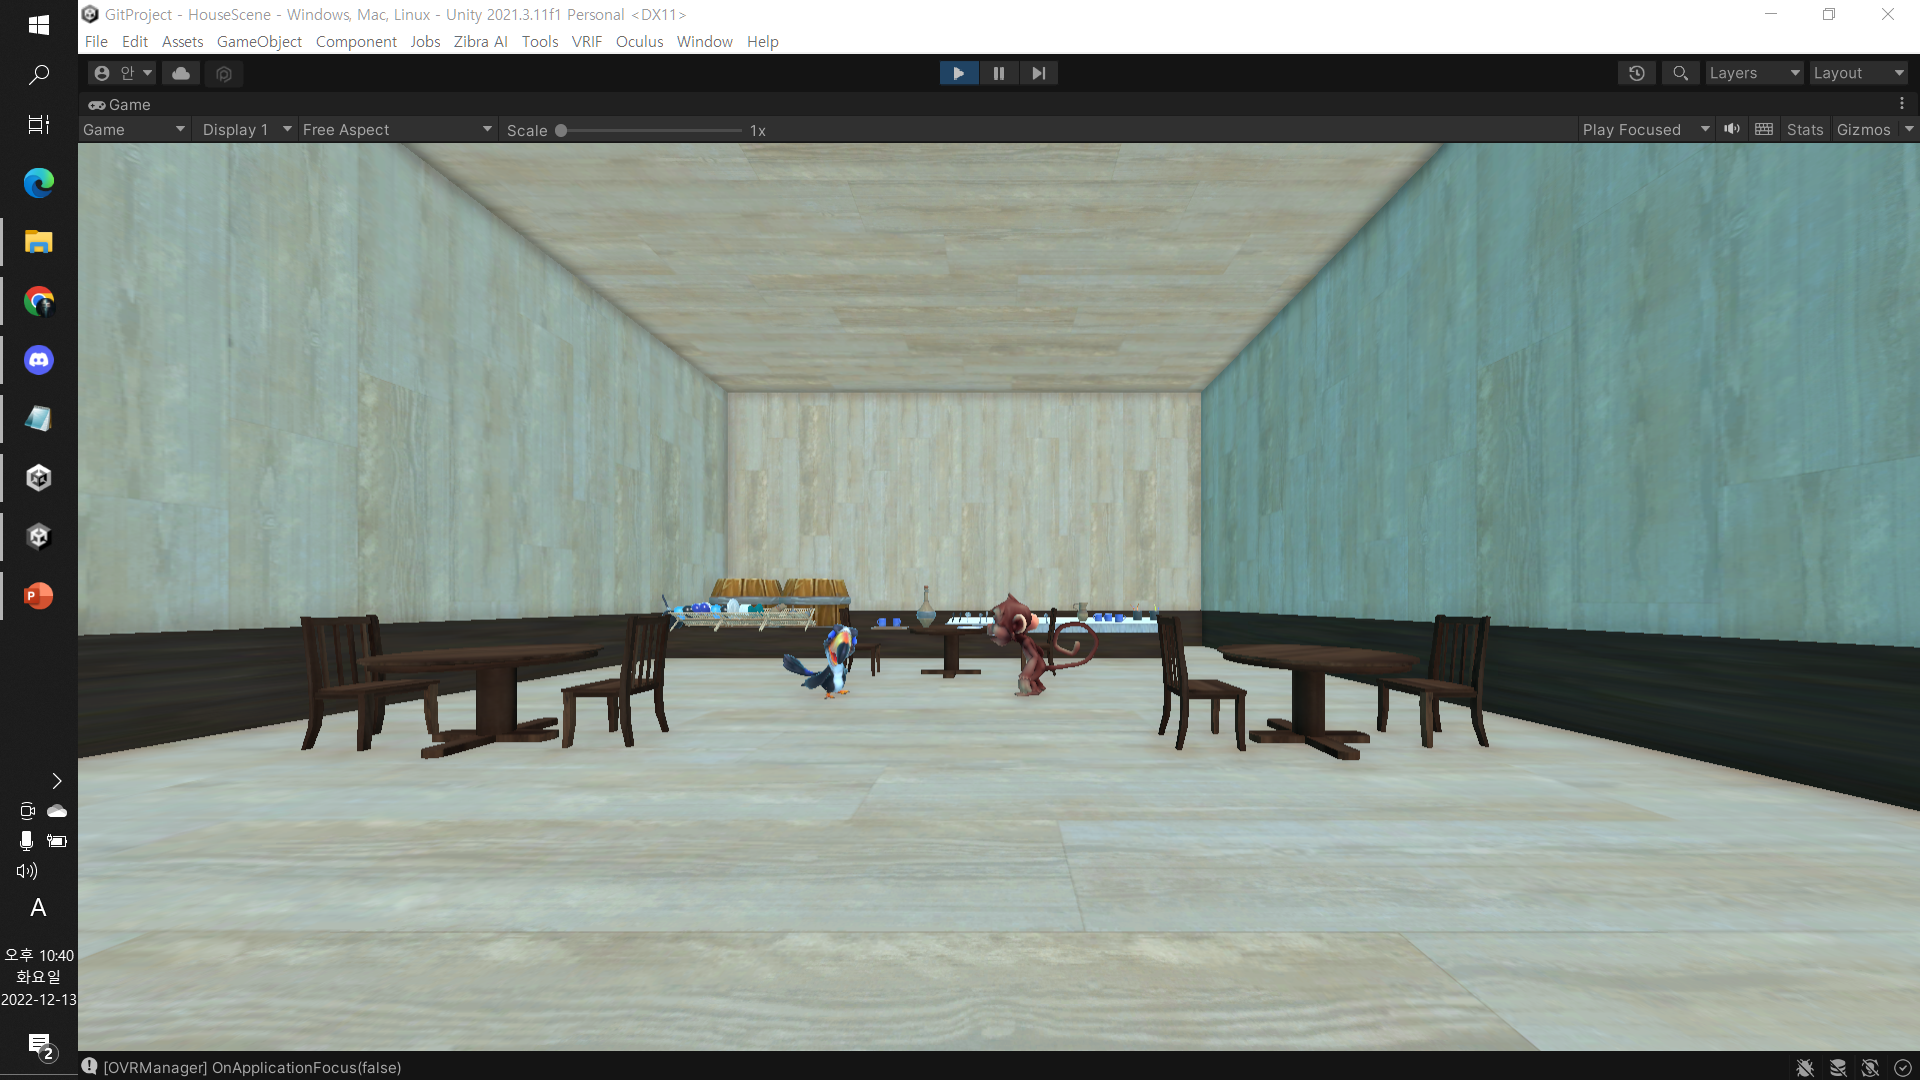 GitProject - HouseScene - Windows, Mac, Linux - Unity 2021.3.11f1 Personal <DX11>
File Edit Assets GameObject Component Jobs Zibra AI Tools VRIF Oculus Window Help
안 Layers Layout
Game
Game Display 1 Free Aspect Scale 1x Play Focused Stats Gizmos
P
A
오후 10:40
화요일
2022-12-13
2
[OVRManager] OnApplicationFocus(false)